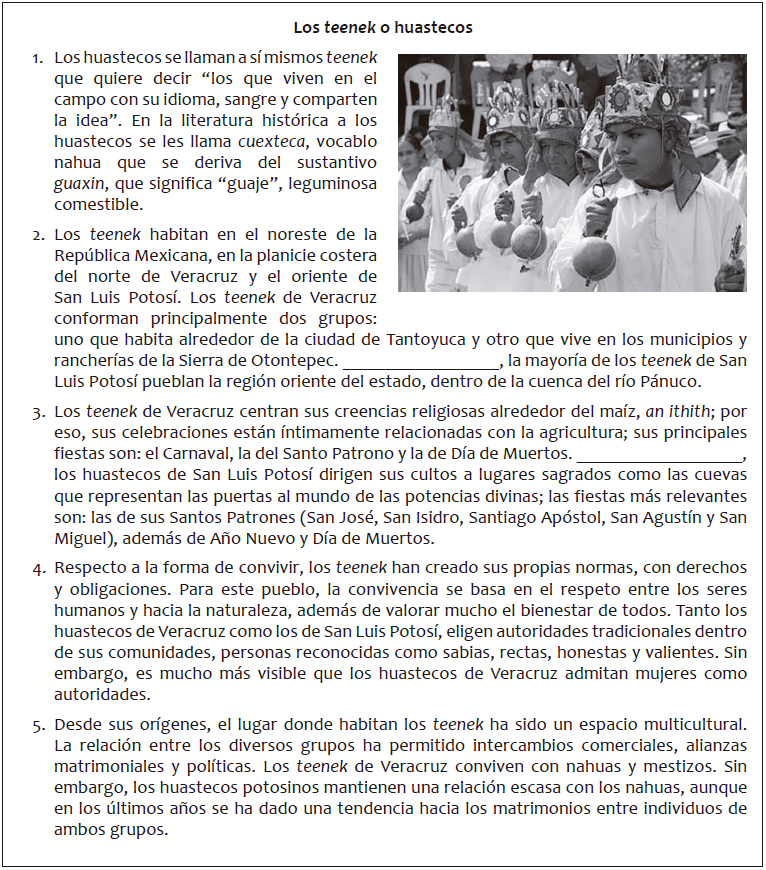 Los teenek o huastecos
1. Los huastecos se llaman a sí mismos teenek
que quiere decir “los que viven en el
campo con su idioma, sangre y comparten
la idea”. En la literatura histórica a los
huastecos se les llama cuexteca, vocablo
nahua que se deriva del sustantivo
guaxin, que significa “guaje”, leguminosa
comestible.
2. Los teenek habitan en el noreste de la
República Mexicana, en la planicie costera
del norte de Veracruz y el oriente de
San Luis Potosí. Los teenek de Veracruz
conforman principalmente dos grupos:
uno que habita alrededor de la ciudad de Tantoyuca y otro que vive en los municipios y
rancherías de la Sierra de Otontepec. _________________, la mayoría de los teenek de San
Luis Potosí pueblan la región oriente del estado, dentro de la cuenca del río Pánuco.
3. Los teenek de Veracruz centran sus creencias religiosas alrededor del maíz, an ithith; por
eso, sus celebraciones están íntimamente relacionadas con la agricultura; sus principales
fiestas son: el Carnaval, la del Santo Patrono y la de Día de Muertos. __________________,
los huastecos de San Luis Potosí dirigen sus cultos a lugares sagrados como las cuevas
que representan las puertas al mundo de las potencias divinas; las fiestas más relevantes
son: las de sus Santos Patrones (San José, San Isidro, Santiago Apóstol, San Agustín y San
Miguel), además de Año Nuevo y Día de Muertos.
4. Respecto a la forma de convivir, los teenek han creado sus propias normas, con derechos
y obligaciones. Para este pueblo, la convivencia se basa en el respeto entre los seres
humanos y hacia la naturaleza, además de valorar mucho el bienestar de todos. Tanto los
huastecos de Veracruz como los de San Luis Potosí, eligen autoridades tradicionales dentro
de sus comunidades, personas reconocidas como sabias, rectas, honestas y valientes. Sin
embargo, es mucho más visible que los huastecos de Veracruz admitan mujeres como
autoridades.
5. Desde sus orígenes, el lugar donde habitan los teenek ha sido un espacio multicultural.
La relación entre los diversos grupos ha permitido intercambios comerciales, alianzas
matrimoniales y políticas. Los teenek de Veracruz conviven con nahuas y mestizos. Sin
embargo, los huastecos potosinos mantienen una relación escasa con los nahuas, aunque
en los últimos años se ha dado una tendencia hacia los matrimonios entre individuos de
ambos grupos.